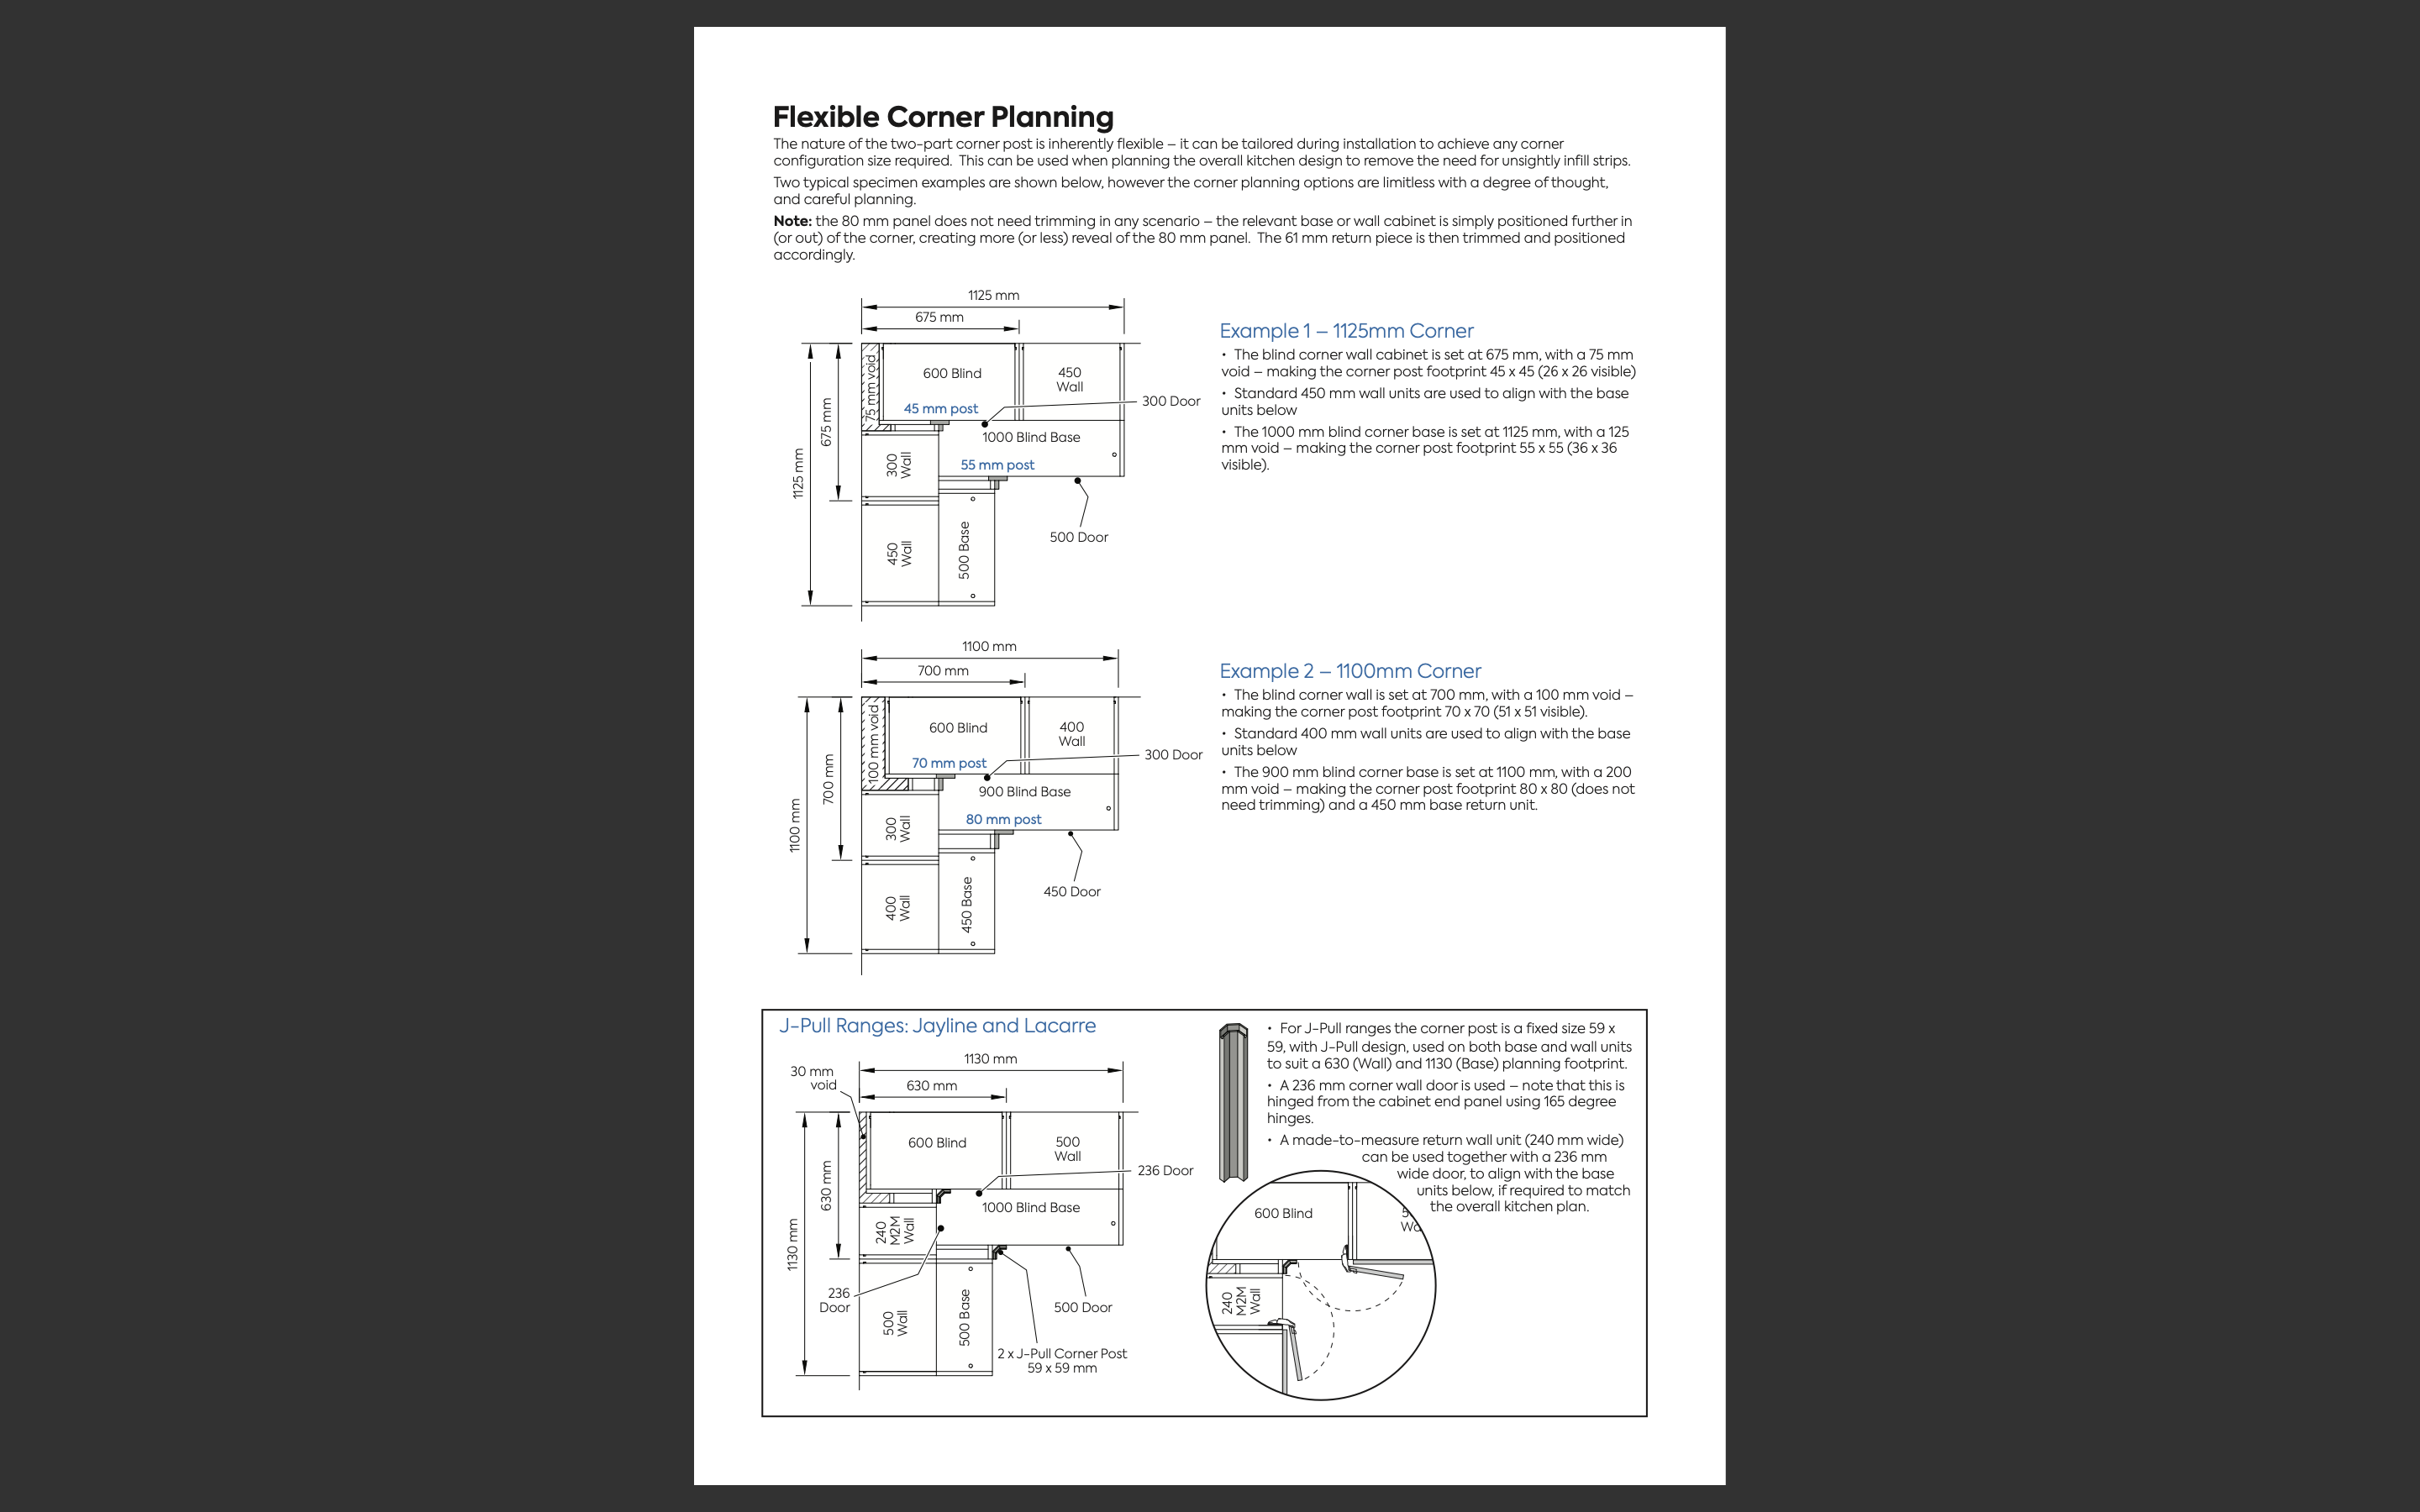 Flexible Corner Planning
The nature of the two-part corner post is inherently flexible – it can be tailored during installation to achieve any corner
configuration size required. This can be used when planning the overall kitchen design to remove the need for unsightly infill strips.
Two typical specimen examples are shown below, however the corner planning options are limitless with a degree of thought,
and careful planning.
Note: the 80 mm panel does not need trimming in any scenario – the relevant base or wall cabinet is simply positioned further in
(or out) of the corner, creating more (or less) reveal of the 80 mm panel. The 61 mm return piece is then trimmed and positioned
accordingly.
1125 mm
675 mm
75 mm void
600 Blind
450
Wall
45 mm post
300 Door
675 mm
1125 mm
1000 Blind Base
300
Wall
55 mm post
450
Wall
500 Base
500 Door
Example 1 – 1125mm Corner
• The blind corner wall cabinet is set at 675 mm, with a 75 mm
void – making the corner post footprint 45 x 45 (26 x 26 visible)
• Standard 450 mm wall units are used to align with the base
units below
• The 1000 mm blind corner base is set at 1125 mm, with a 125
mm void – making the corner post footprint 55 x 55 (36 x 36
visible).
1100 mm
700 mm
100 mm void
600 Blind
400
Wall
70 mm post
300 Door
700 mm
1100 mm
900 Blind Base
300
Wall
80 mm post
400
Wall
450 Base
450 Door
Example 2 – 1100mm Corner
• The blind corner wall is set at 700 mm, with a 100 mm void –
making the corner post footprint 70 x 70 (51 x 51 visible).
• Standard 400 mm wall units are used to align with the base
units below
• The 900 mm blind corner base is set at 1100 mm, with a 200
mm void – making the corner post footprint 80 x 80 (does not
need trimming) and a 450 mm base return unit.
J-Pull Ranges: Jayline and Lacarre
1130 mm
30 mm
void
630 mm
600 Blind
500
Wall
236 Door
630 mm
1130 mm
1000 Blind Base
240
M2M
Wall
236
Door
500
Wall
500 Base
500 Door
2 x J-Pull Corner Post
59 x 59 mm
• For J-Pull ranges the corner post is a fixed size 59 x
59, with J-Pull design, used on both base and wall units
to suit a 630 (Wall) and 1130 (Base) planning footprint.
• A 236 mm corner wall door is used – note that this is
hinged from the cabinet end panel using 165 degree
hinges.
• A made-to-measure return wall unit (240 mm wide)
can be used together with a 236 mm
wide door, to align with the base
units below, if required to match
the overall kitchen plan.
600 Blind
240
M2M
Wall